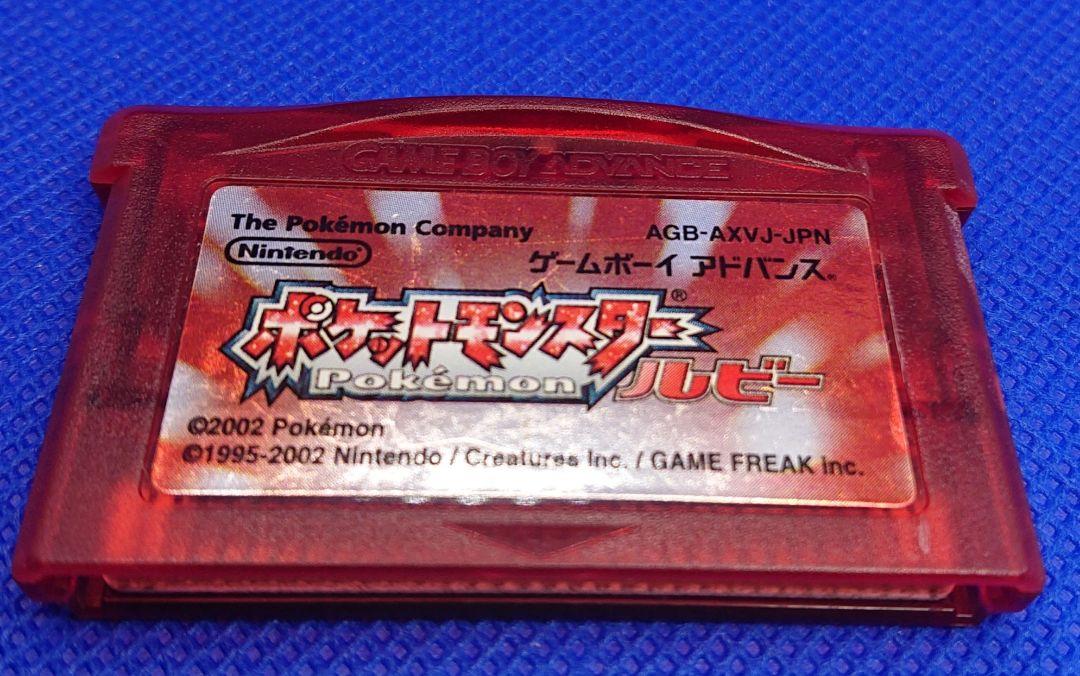 GAME BOY ADVANCE
The Pokémon Company
AGB-AXVJ-JPN
Nintendo®
ゲームボーイ アドバンス®
ポケットモンスター®
Pokémon
ルビー
©2002 Pokémon
©1995-2002 Nintendo / Creatures Inc. / GAME FREAK Inc.